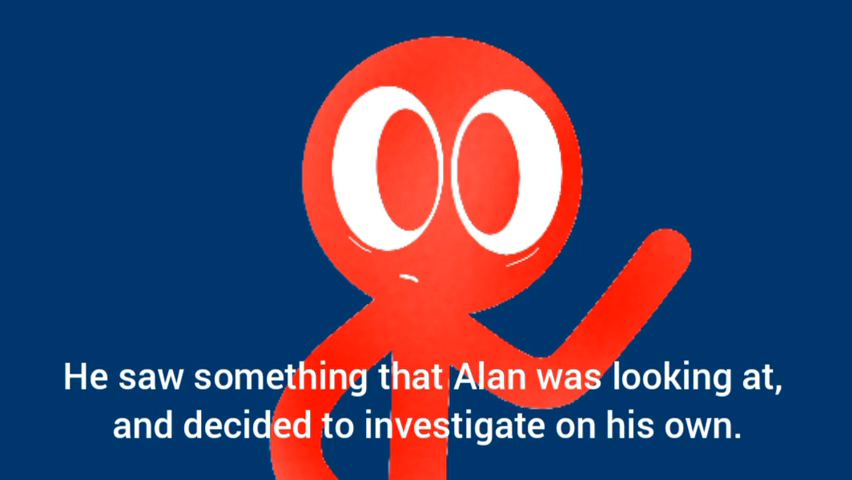 He saw something that Alan was looking at,
and decided to investigate on his own.